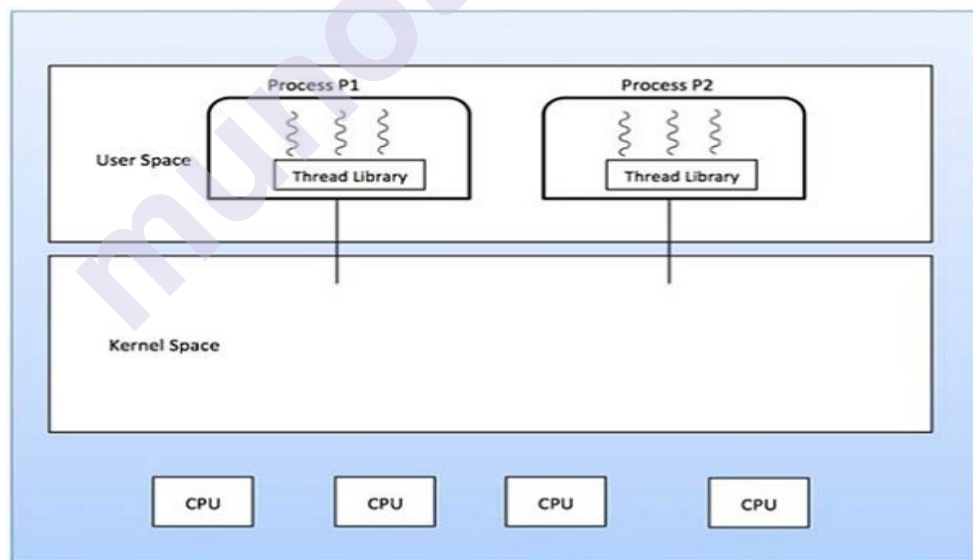 Process P1 Process P2
User Space
Thread Library Thread Library
Kernel Space
CPU CPU CPU CPU